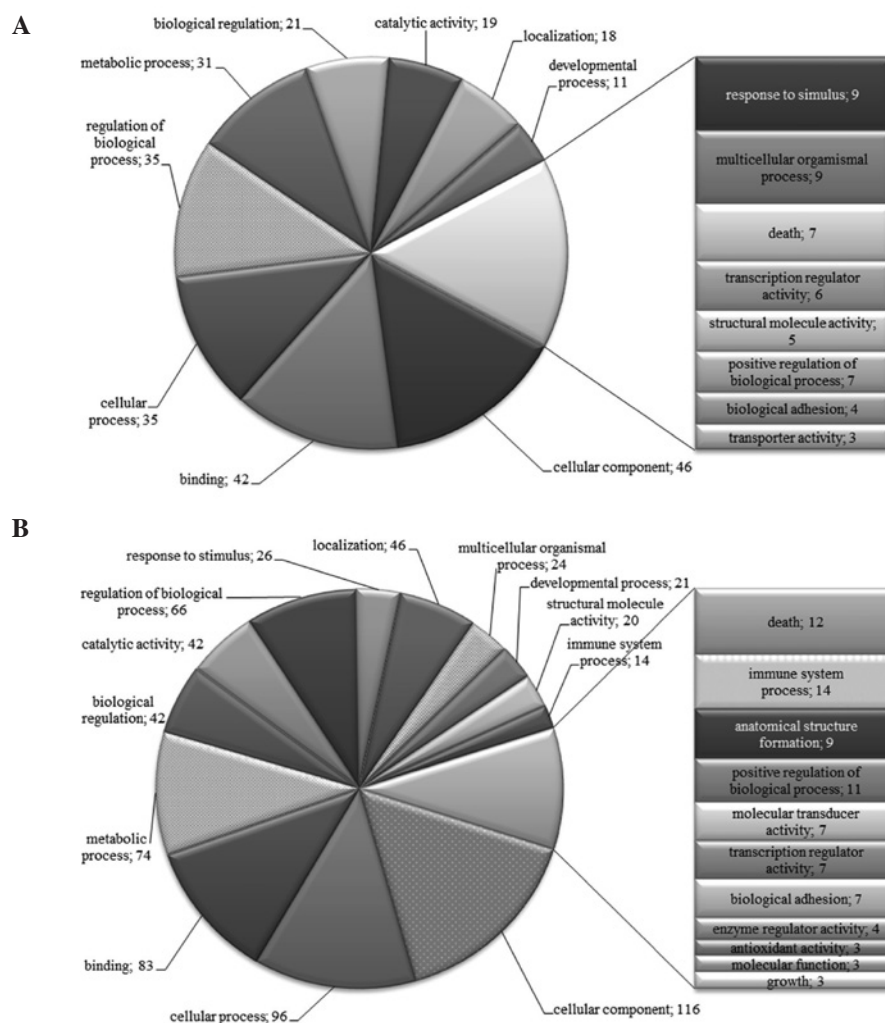 A
biological regulation; 21
catalytic activity; 19
localization; 18
metabolic process; 31
developmental
process; 11
regulation of
biological
process; 35
cellular
process; 35
binding; 42
cellular component; 46
response to simulus; 9
multicellular orgamismal
process; 9
death; 7
transcription regulator
activity; 6
structural molecule activity;
5
positive regulation of
biological process; 7
biological adhesion; 4
transporter activity; 3
B
response to stimulus; 26
localization; 46
multicellular organismal
process; 24
regulation of biological
process; 66
developmental process; 21
structural molecule
activity; 20
catalytic activity; 42
immune system
process; 14
biological
regulation; 42
metabolic
process; 74
binding; 83
cellular process; 96
cellular component; 116
death; 12
immune system
process; 14
anatomical structure
formation; 9
positive regulation of
biological process; 11
molecular transducer
activity; 7
transcription regulator
activity; 7
biological adhesion; 7
enzyme regulator activity; 4
antioxidant activity; 3
molecular function; 3
growth; 3